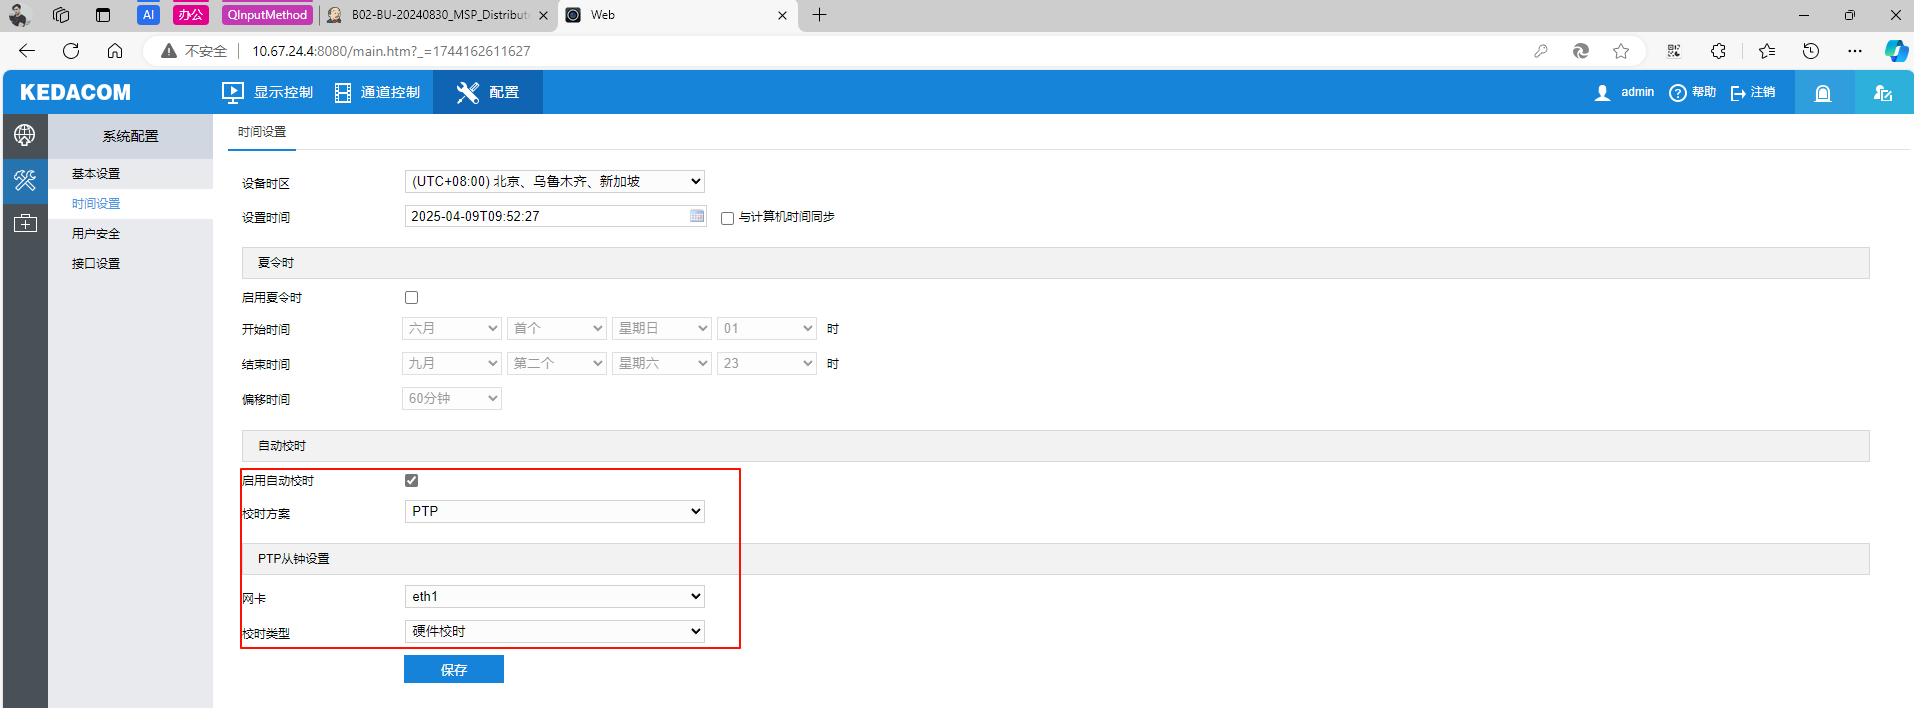 AI 办公 QInputMethod B02-BU-20240830_MSP_Distribut Web
不安全 10.67.24.4:8080/main.htm?_=1744162611627
KEDACOM 显示控制 通道控制 配置 admin 帮助 注销
系统配置
基本设置
时间设置
用户安全
接口设置
时间设置
设备时区 (UTC+08:00) 北京、乌鲁木齐、新加坡
设置时间 2025-04-09T09:52:27 与计算机时间同步
夏令时
启用夏令时
开始时间 六月 首个 星期日 01 时
结束时间 九月 第二个 星期六 23 时
偏移时间 60分钟
自动校时
启用自动校时
校时方案 PTP
PTP从钟设置
网卡 eth1
校时类型 硬件校时
保存